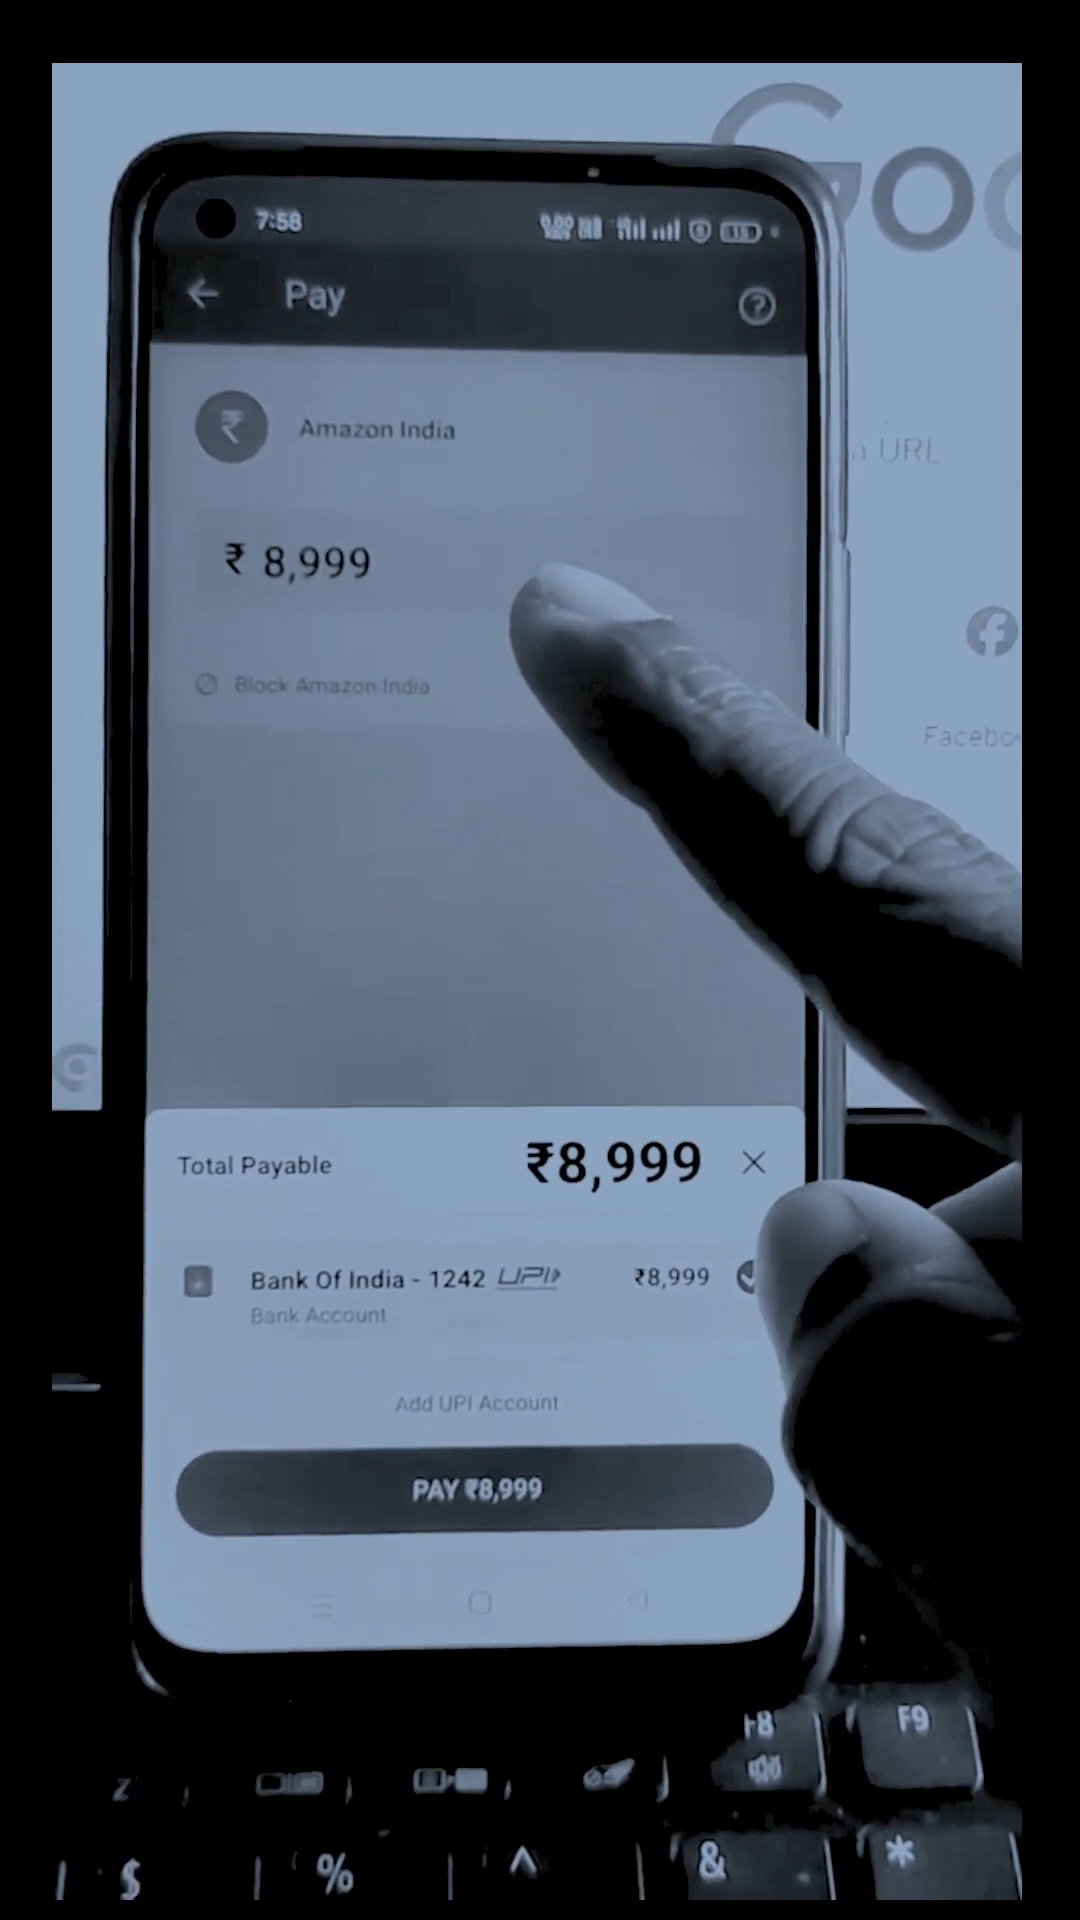 Goo
7:58
Pay
Amazon India
URL
₹ 8,999
Block Amazon India
Facebo
Total Payable ₹8,999
Bank Of India - 1242 UPI ₹8,999
Bank Account
Add UPI Account
PAY ₹8,999
F8 F9
z
$ % ^ & *